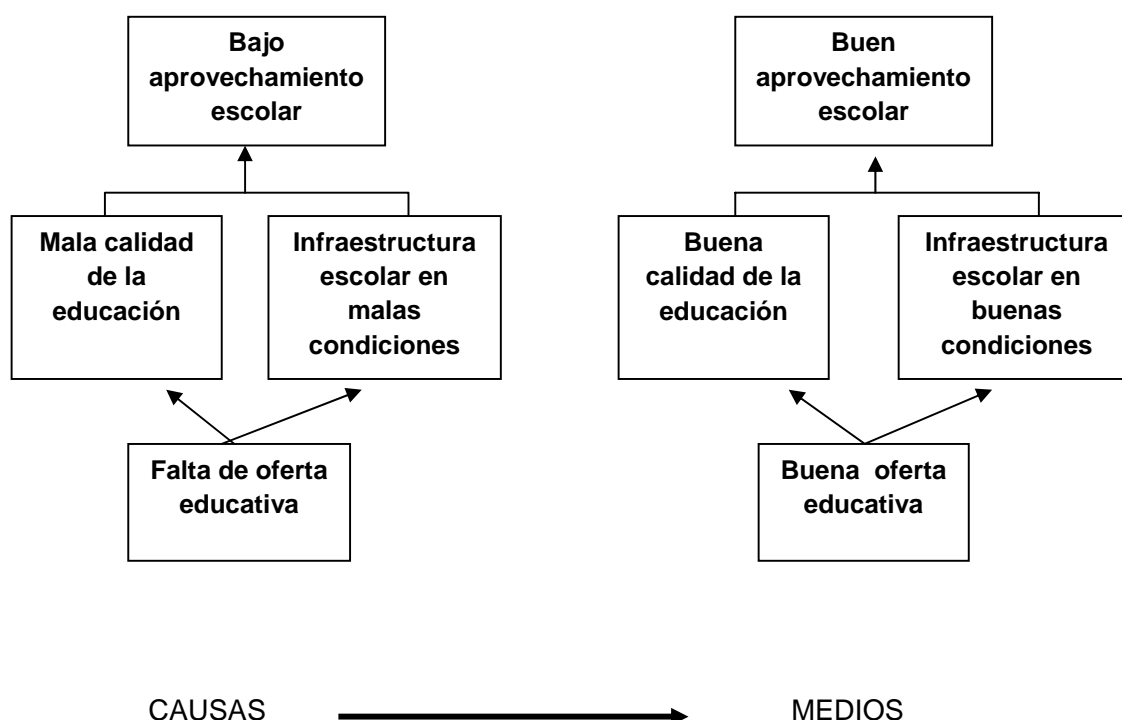 Bajo
aprovechamiento
escolar
Buen
aprovechamiento
escolar
Mala calidad
de la
educación
Infraestructura
escolar en
malas
condiciones
Buena
calidad de la
educación
Infraestructura
escolar en
buenas
condiciones
Falta de oferta
educativa
Buena oferta
educativa
CAUSAS
MEDIOS